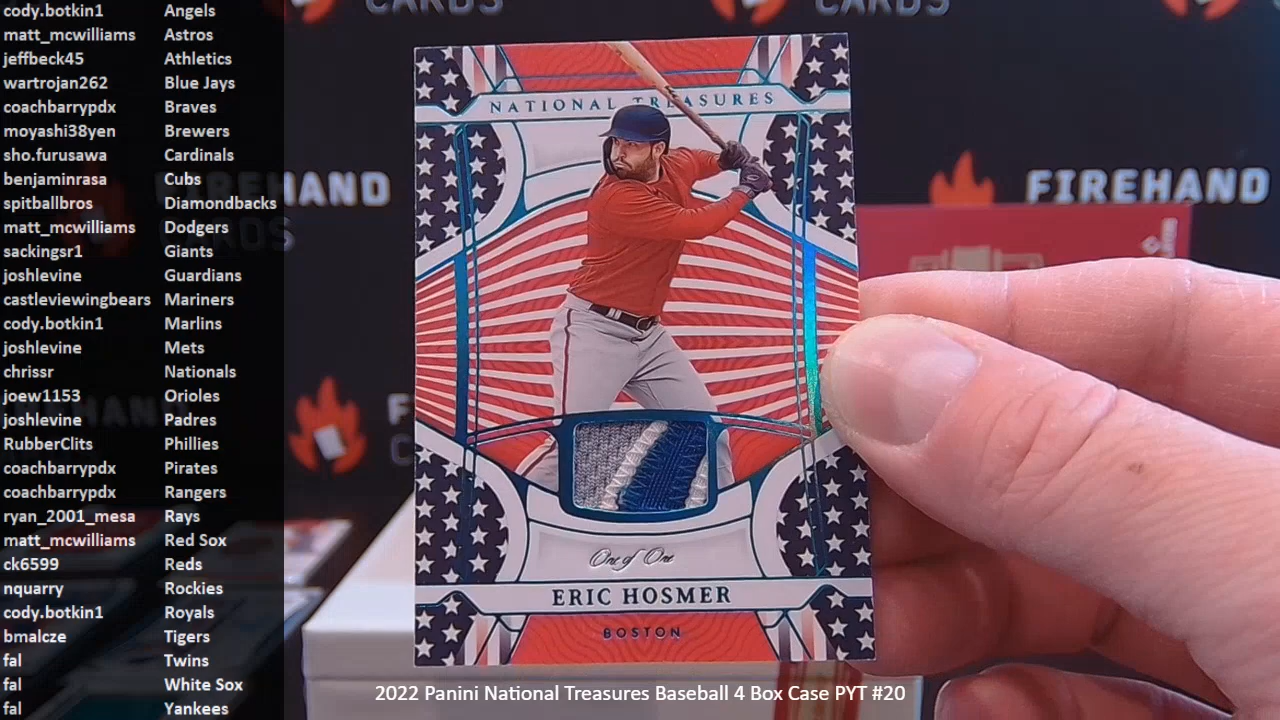 cody.botkin1 Angels
matt_mcwilliams Astros
jeffbeck45 Athletics
wartrojan262 Blue Jays
coachbarrypdx Braves
moyashi38yen Brewers
sho.furusawa Cardinals
benjaminrasa Cubs
spitballbros Diamondbacks
matt_mcwilliams Dodgers
sackingsr1 Giants
joshlevine Guardians
castleviewingbears Mariners
cody.botkin1 Marlins
joshlevine Mets
chrissr Nationals
joew1153 Orioles
joshlevine Padres
RubberClits Phillies
coachbarrypdx Pirates
coachbarrypdx Rangers
ryan_2001_mesa Rays
matt_mcwilliams Red Sox
ck6599 Reds
nquarry Rockies
cody.botkin1 Royals
bmalcze Tigers
fal Twins
fal White Sox
fal Yankees
CARDS
CARDS
FIREHAND
CARDS
FIREHAND
NATIONAL TREASURES
One of One
ERIC HOSMER
BOSTON
2022 Panini National Treasures Baseball 4 Box Case PYT #20